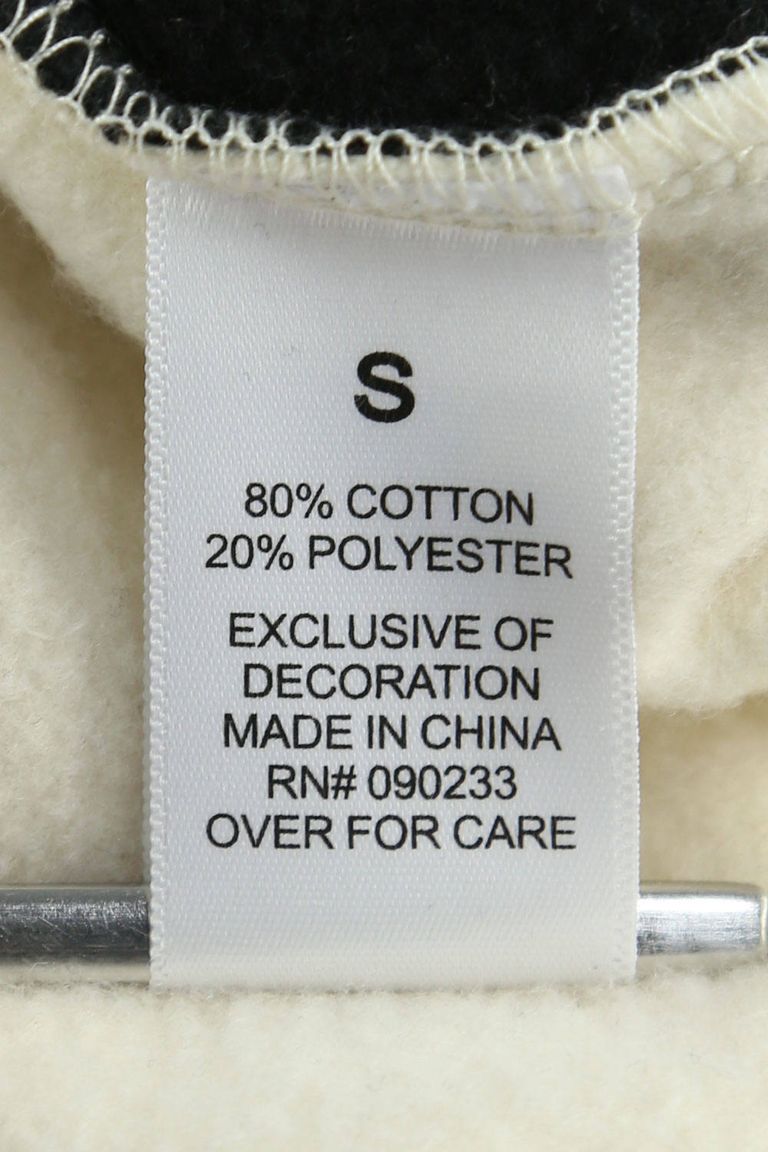 S
80% COTTON
20% POLYESTER
EXCLUSIVE OF
DECORATION
MADE IN CHINA
RN# 090233
OVER FOR CARE